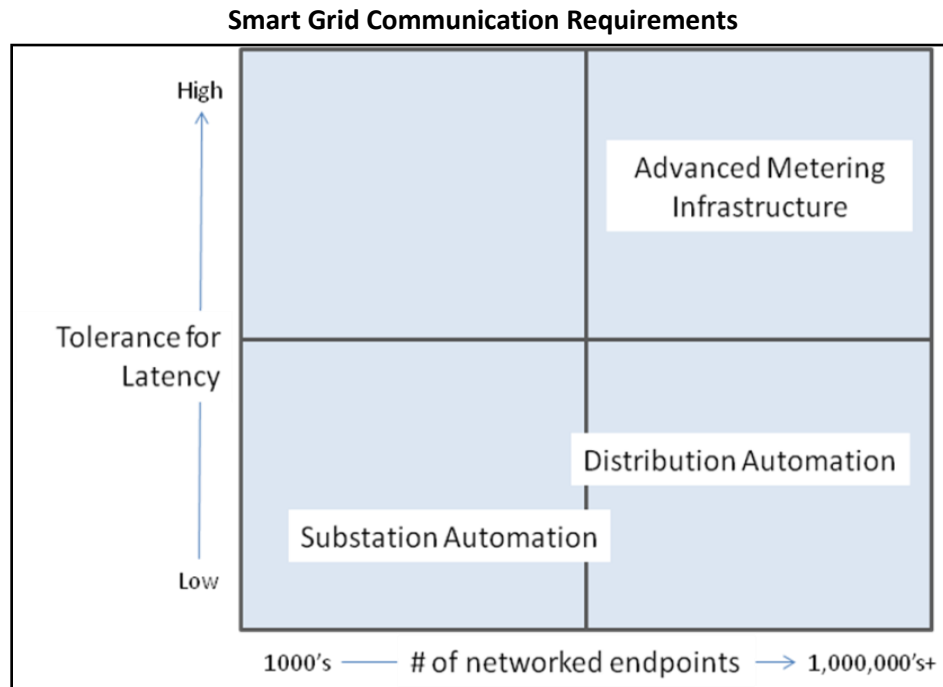 Smart Grid Communication Requirements
High
Advanced Metering
Infrastructure
Tolerance for
Latency
Distribution Automation
Substation Automation
Low
1000's # of networked endpoints 1,000,000's+